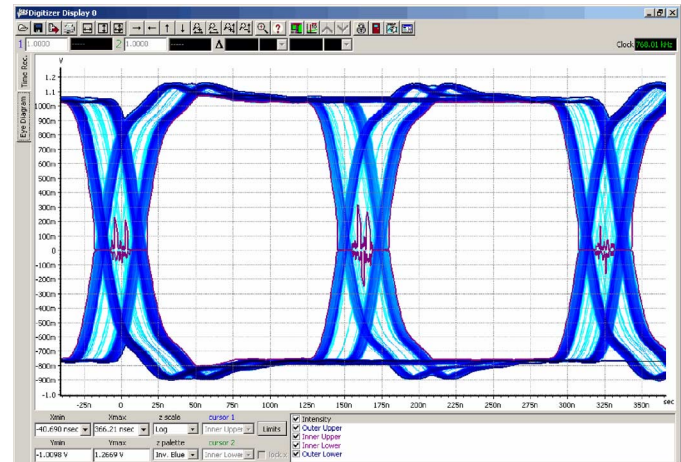 Digitizer Display 0
1 1.0000 ----- 2 1.0000 ----- Δ
Clock: 768.01 kHz
Time Rec.
Eye Diagram
V
1.2
1.1
1000m
900m
800m
700m
600m
500m
400m
300m
200m
100m
0
-100m
-200m
-300m
-400m
-500m
-600m
-700m
-800m
-900m
-1.0
-25n 0 25n 50n 75n 100n 125n 150n 175n 200n 225n 250n 275n 300n 325n 350n sec
Xmin Xmax z scale cursor 1
-40.690 nsec 366.21 nsec Log Inner Upper Limits
Ymin Ymax z palette cursor 2
-1.0098 V 1.2669 V Inv. Blue Inner Lower
Intensity
Outer Upper
Inner Upper
Inner Lower
Outer Lower